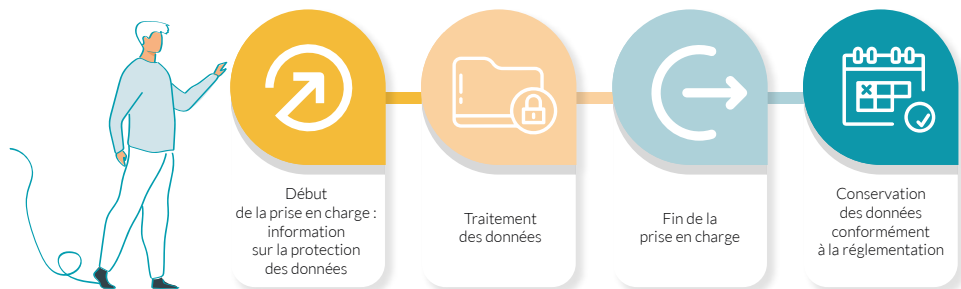 Début
de la prise en charge :
information
sur la protection
des données
Traitement
des données
Fin de la
prise en charge
Conservation
des données
conformément
à la réglementation